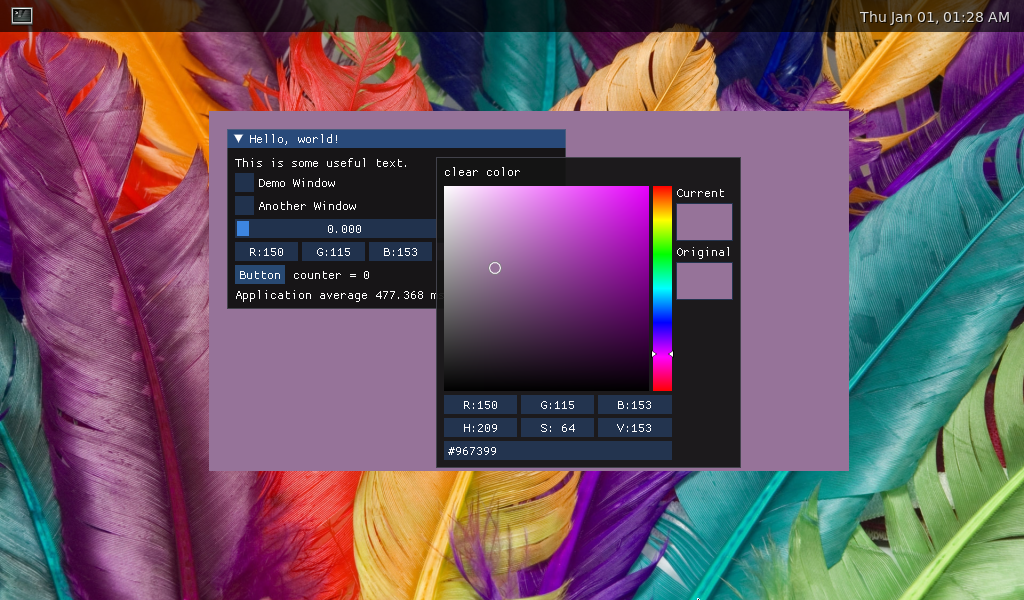 Thu Jan 01, 01:28 AM
Hello, world!
This is some useful text.
Demo Window
Another Window
0.000
R:150 G:115 B:153
Button counter = 0
Application average 477.368 m
clear color
Current
Original
R:150 G:115 B:153
H:209 S: 64 V:153
#967399